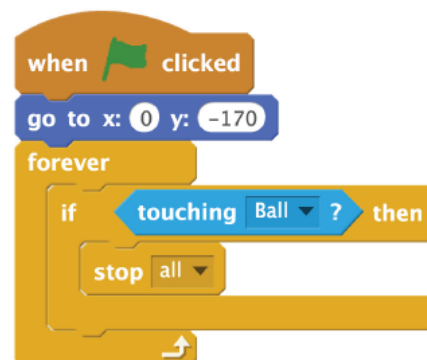 when clicked
go to x: 0 y: -170
forever
if touching Ball ? then
stop all